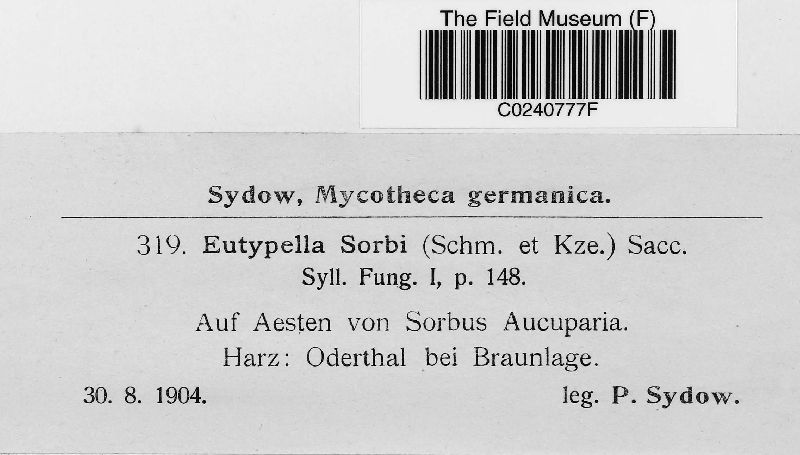 The Field Museum (F)
C0240777F
Sydow, Mycotheca germanica.
319. Eutypella Sorbi (Schm. et Kze.) Sacc.
Syll. Fung. I, p. 148.
Auf Aesten von Sorbus Aucuparia.
Harz: Oderthal bei Braunlage.
30. 8. 1904. leg. P. Sydow.